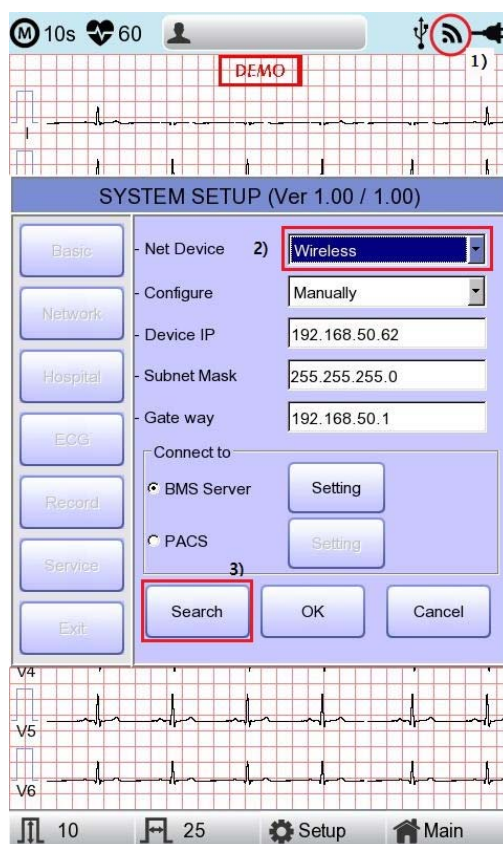 M 10s 60
1)
DEMO
I
SYSTEM SETUP (Ver 1.00 / 1.00)
Basic
Network
Hospital
ECG
Record
Service
Exit
- Net Device 2) Wireless
- Configure Manually
- Device IP 192.168.50.62
- Subnet Mask 255.255.255.0
- Gate way 192.168.50.1
Connect to
BMS Server Setting
PACS Setting
3)
Search OK Cancel
V4
V5
V6
10 25 Setup Main